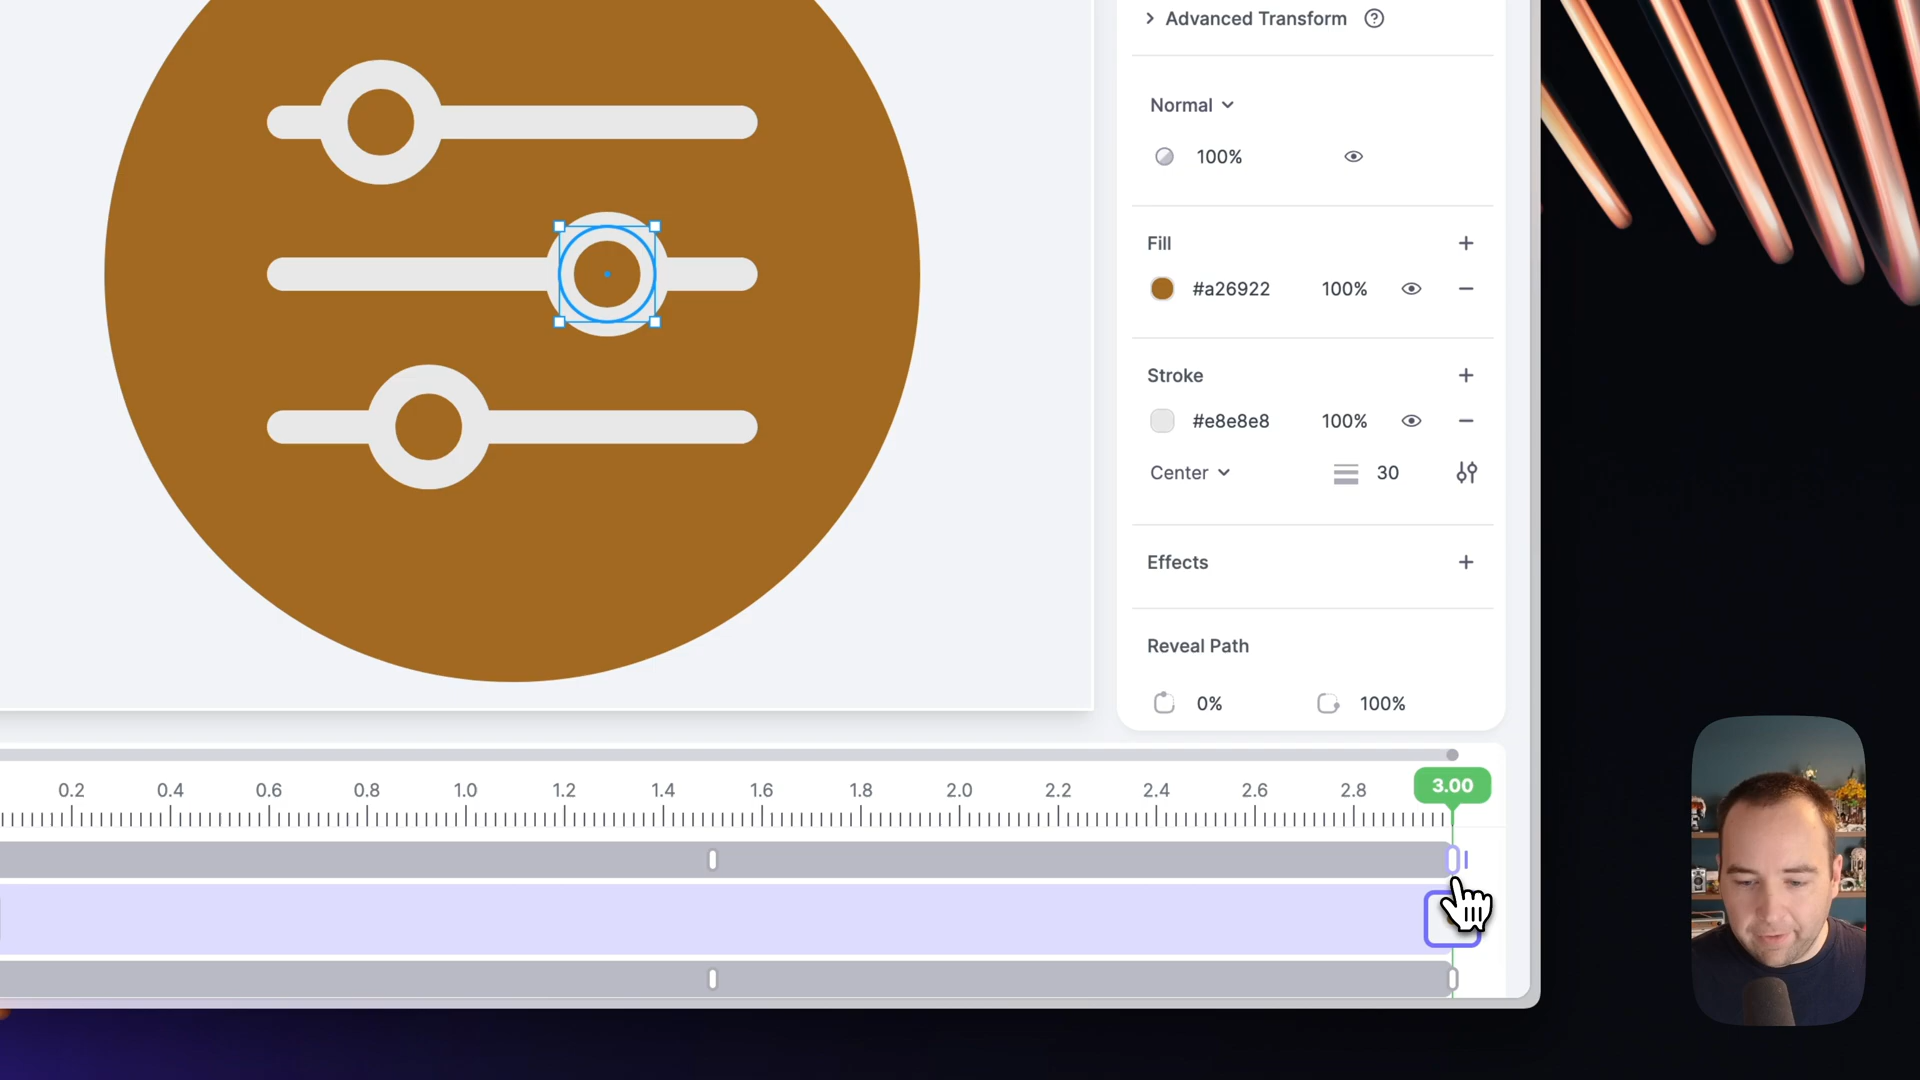 Advanced Transform
Normal
100%
Fill
#a26922 100%
Stroke
#e8e8e8 100%
Center 30
Effects
Reveal Path
0% 100%
0.2 0.4 0.6 0.8 1.0 1.2 1.4 1.6 1.8 2.0 2.2 2.4 2.6 2.8 3.00